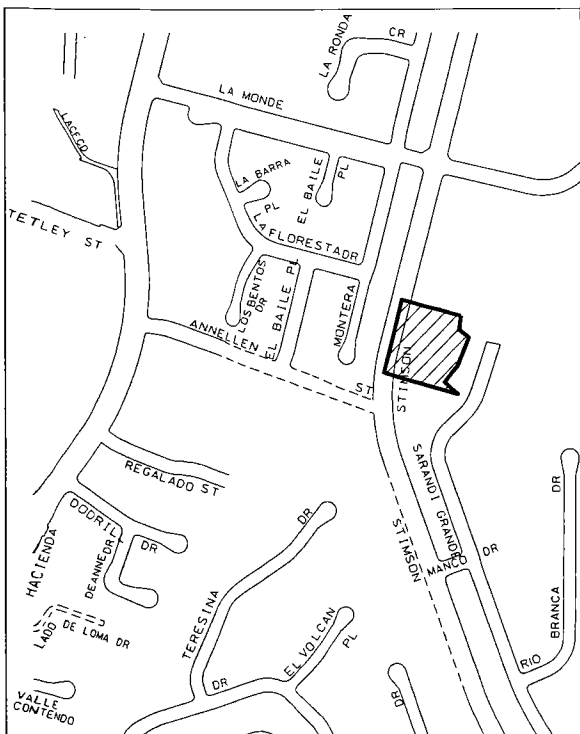 CR
LA RONDA
LA MONDE
LA BARRA
PL
EL BAILE
PL
TETLEY ST
LA FLORESTA DR
LOS BENTOS
DR
EL BAILE PL
MONTERA
ANNELLEN
ST
STIMSON
REGALADO ST
SARANDI GRANDE
DR
STIMSON
MANCO
DODRILL
DR
DEANNE DR
HACIENDA
DR
TERESINA
DR
EL VOLCAN
PL
DR
BRANCA
RIO
LADO
DE LOMA DR
VALLE
CONTENDO
DR